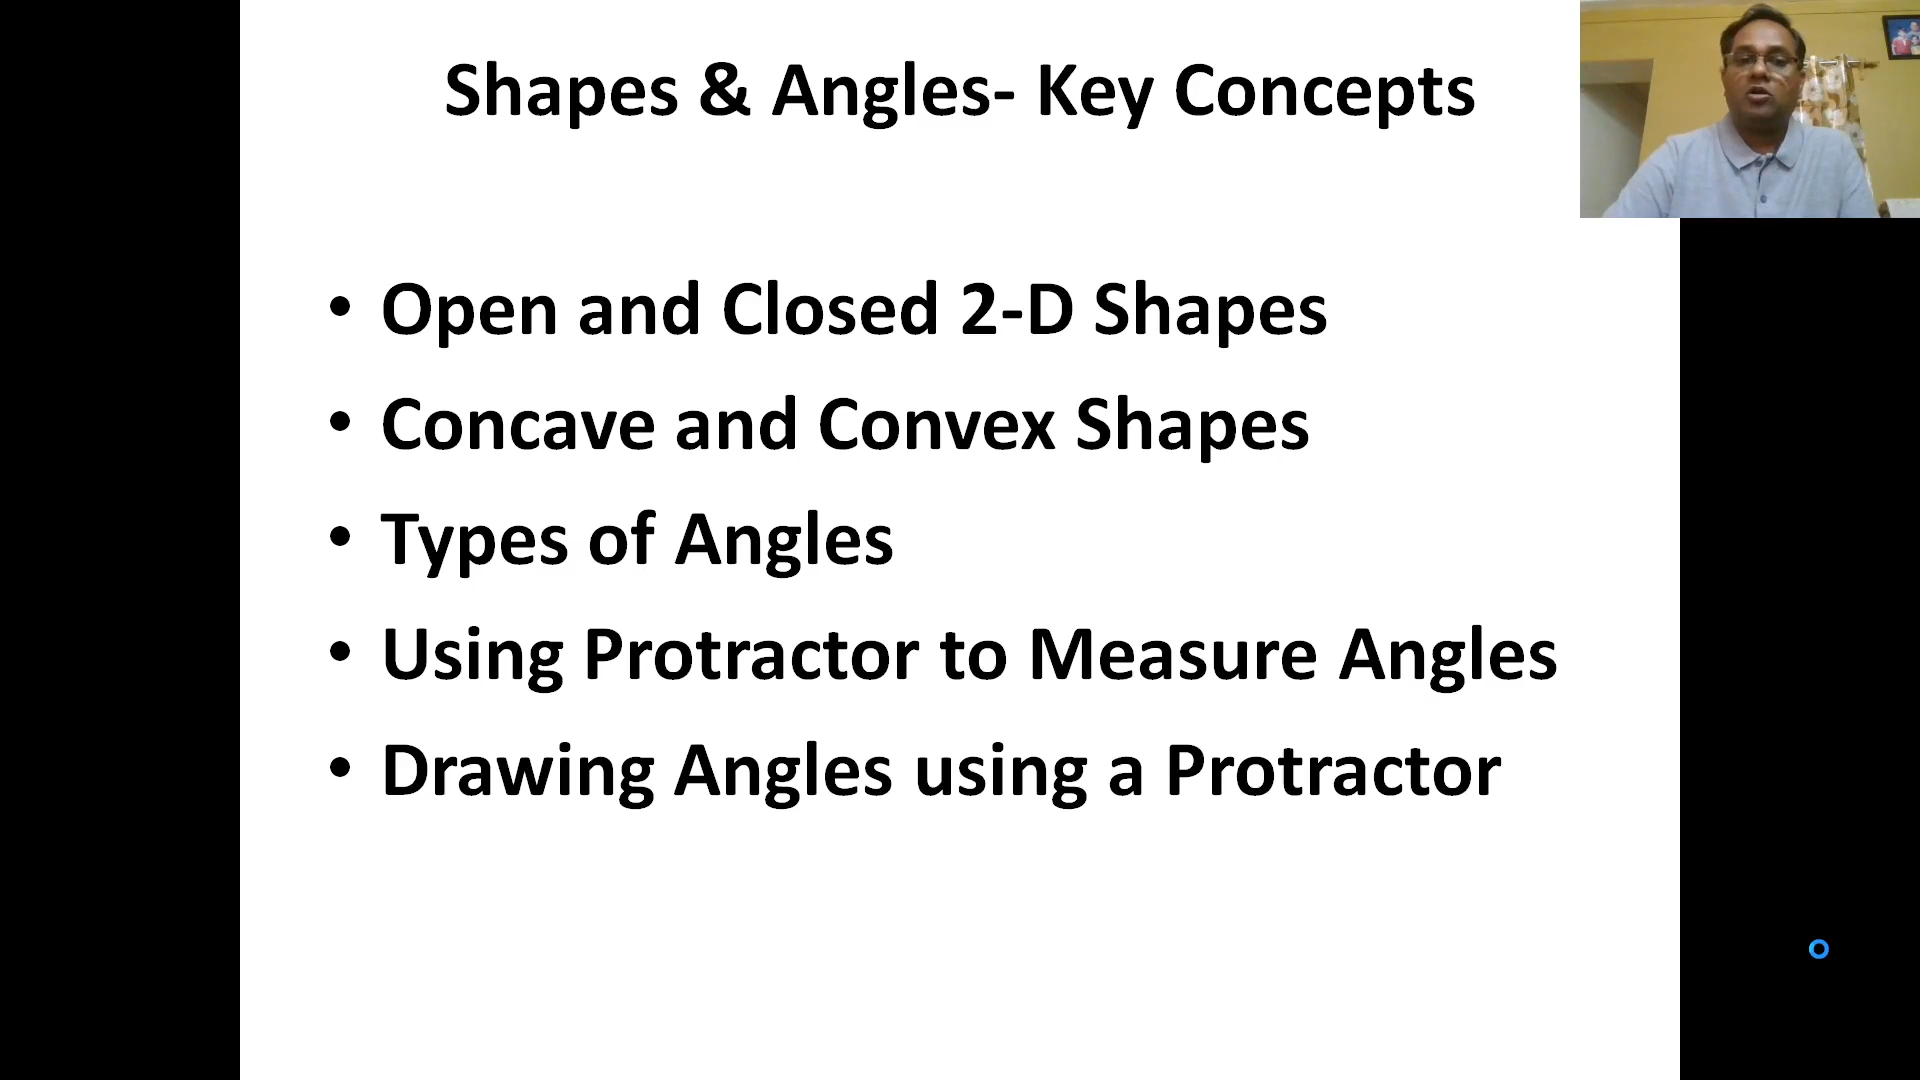 Shapes & Angles- Key Concepts
• Open and Closed 2-D Shapes
• Concave and Convex Shapes
• Types of Angles
• Using Protractor to Measure Angles
• Drawing Angles using a Protractor